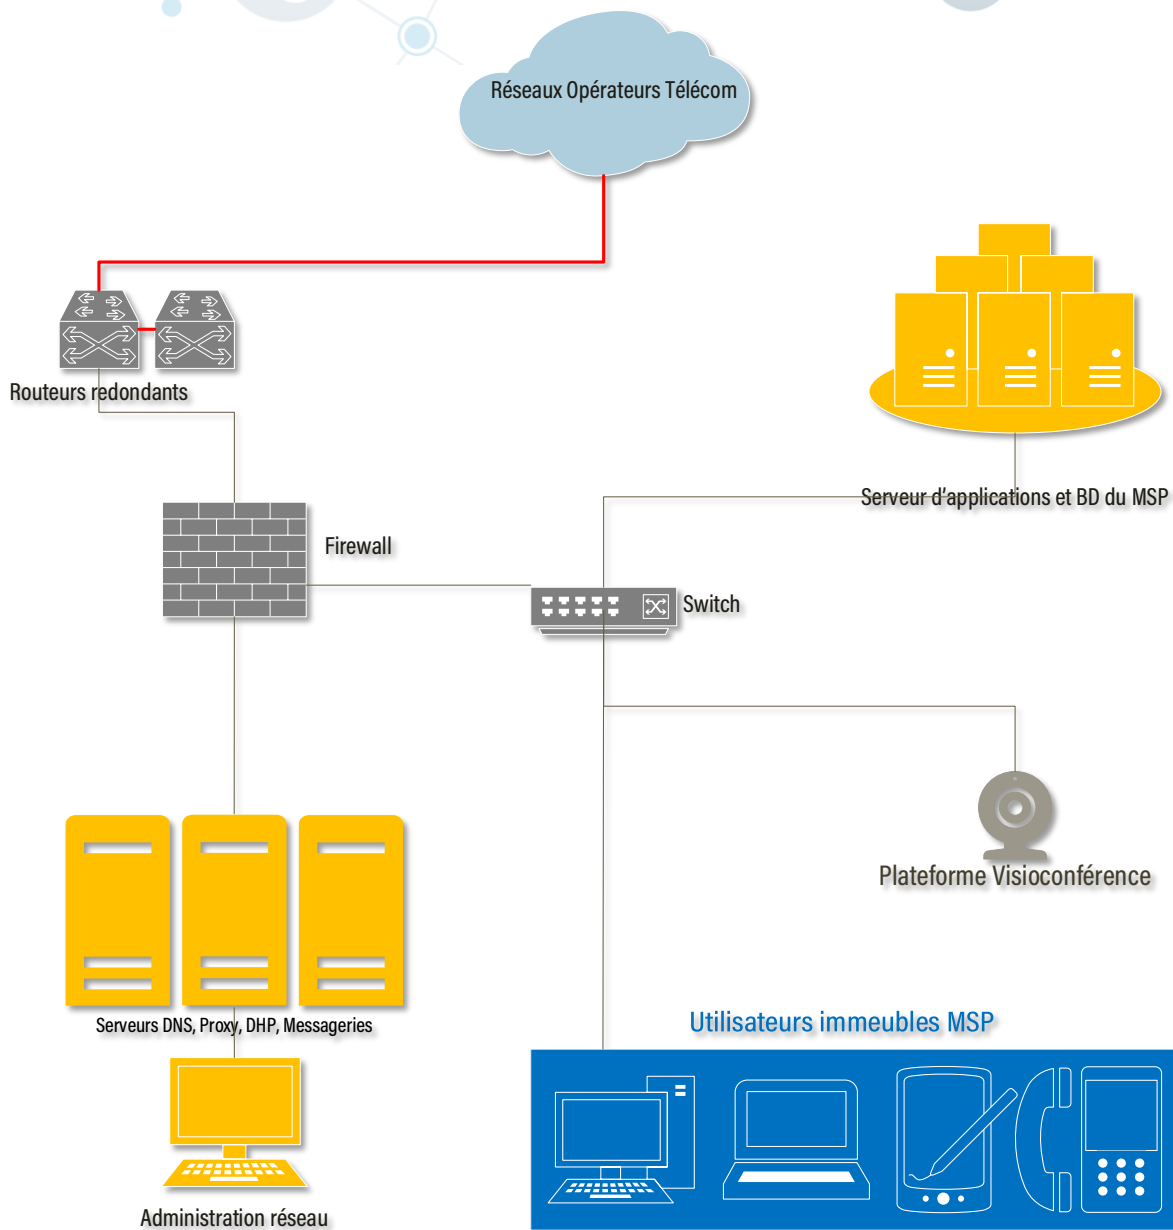 Réseaux Opérateurs Télécom
Routeurs redondants
Serveur d'applications et BD du MSP
Firewall
Switch
Plateforme Visioconférence
Serveurs DNS, Proxy, DHP, Messageries
Utilisateurs immeubles MSP
Administration réseau